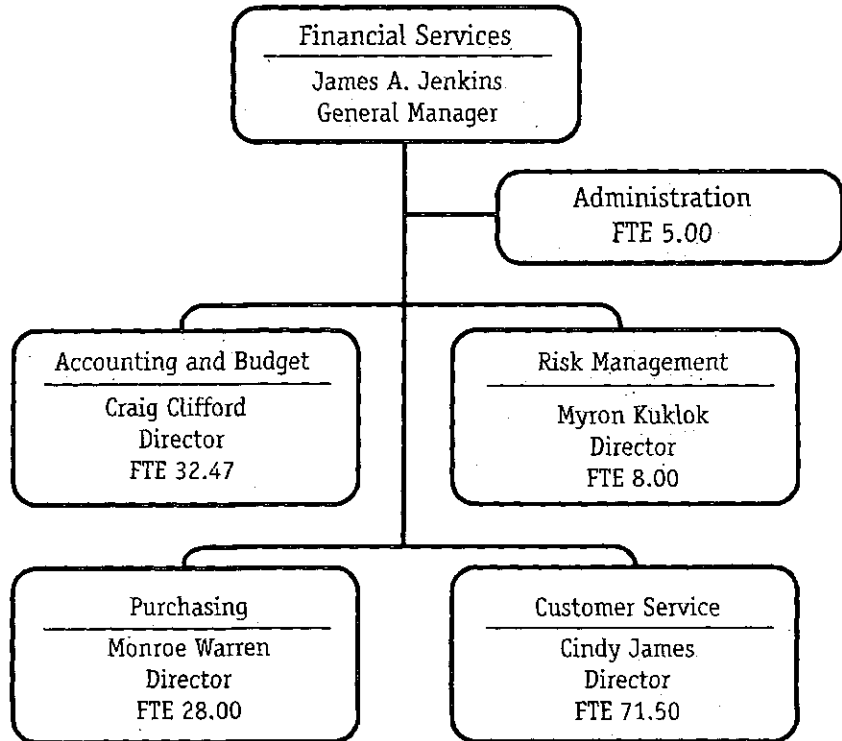 Financial Services
James A. Jenkins
General Manager
Administration
FTE 5.00
Accounting and Budget
Craig Clifford
Director
FTE 32.47
Risk Management
Myron Kuklok
Director
FTE 8.00
Purchasing
Monroe Warren
Director
FTE 28.00
Customer Service
Cindy James
Director
FTE 71.50